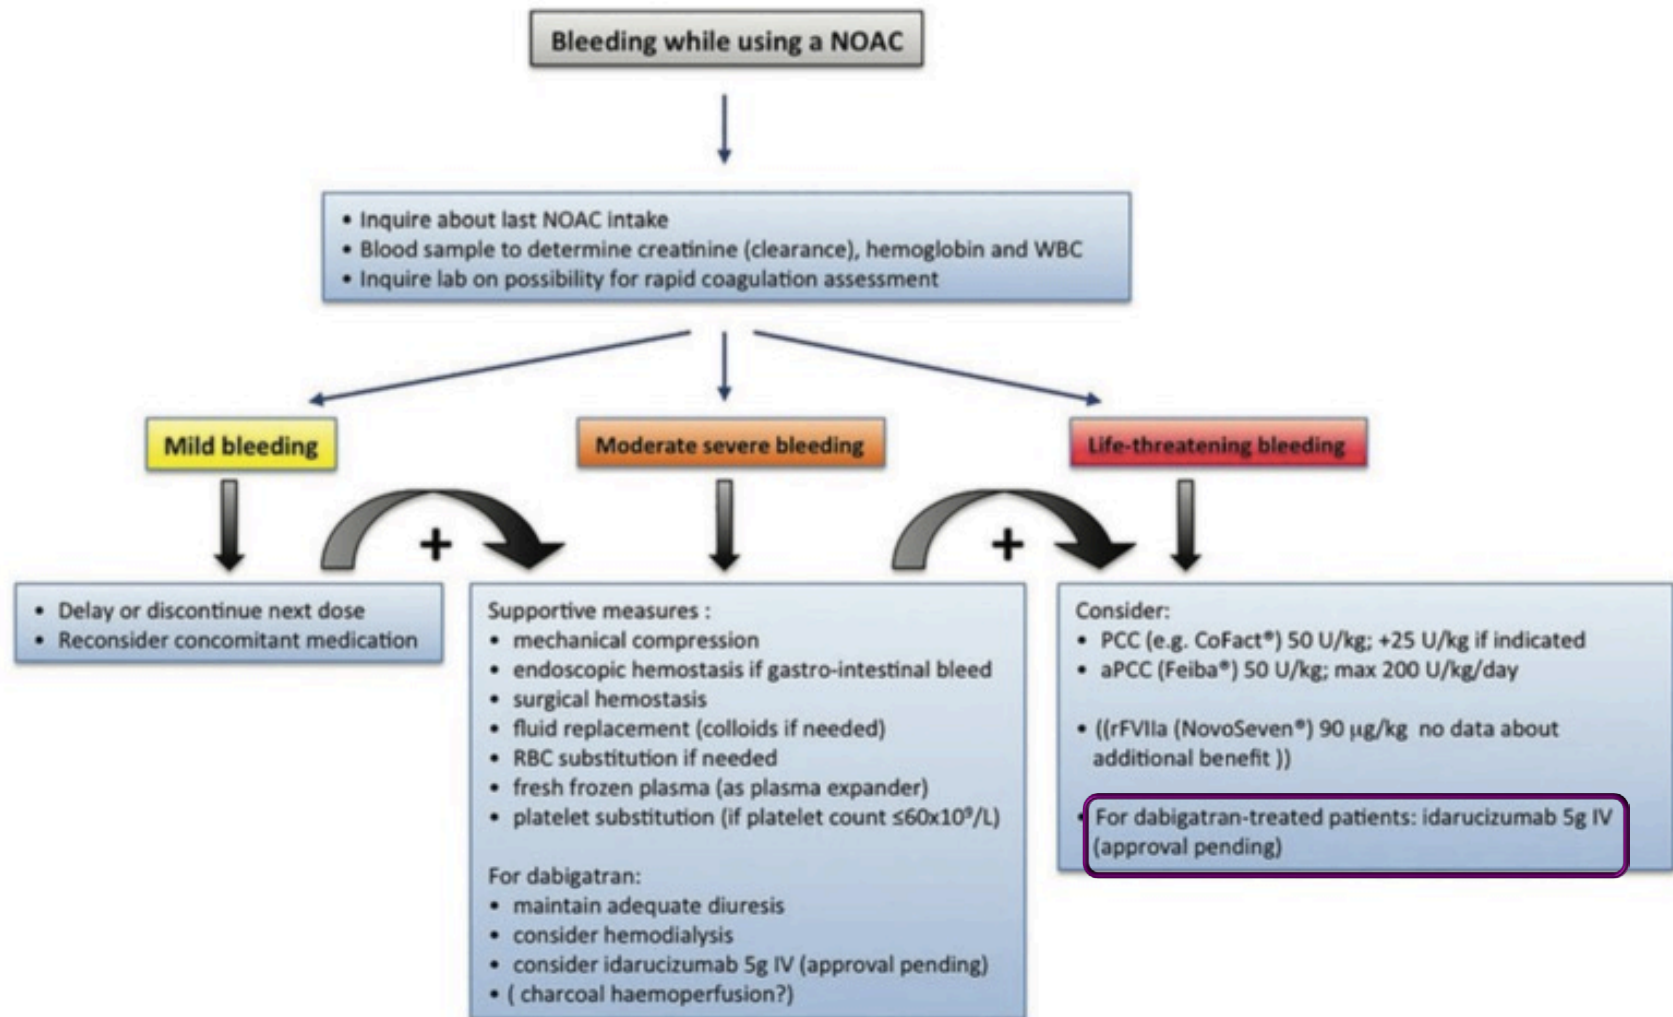 Bleeding while using a NOAC
• Inquire about last NOAC intake
• Blood sample to determine creatinine (clearance), hemoglobin and WBC
• Inquire lab on possibility for rapid coagulation assessment
Mild bleeding
Moderate severe bleeding
Life-threatening bleeding
+
+
• Delay or discontinue next dose
• Reconsider concomitant medication
Supportive measures :
• mechanical compression
• endoscopic hemostasis if gastro-intestinal bleed
• surgical hemostasis
• fluid replacement (colloids if needed)
• RBC substitution if needed
• fresh frozen plasma (as plasma expander)
• platelet substitution (if platelet count ≤60x10⁹/L)
For dabigatran:
• maintain adequate diuresis
• consider hemodialysis
• consider idarucizumab 5g IV (approval pending)
• ( charcoal haemoperfusion?)
Consider:
• PCC (e.g. CoFact®) 50 U/kg; +25 U/kg if indicated
• aPCC (Feiba®) 50 U/kg; max 200 U/kg/day
• ((rFVIIa (NovoSeven®) 90 µg/kg no data about
additional benefit ))
• For dabigatran-treated patients: idarucizumab 5g IV
(approval pending)